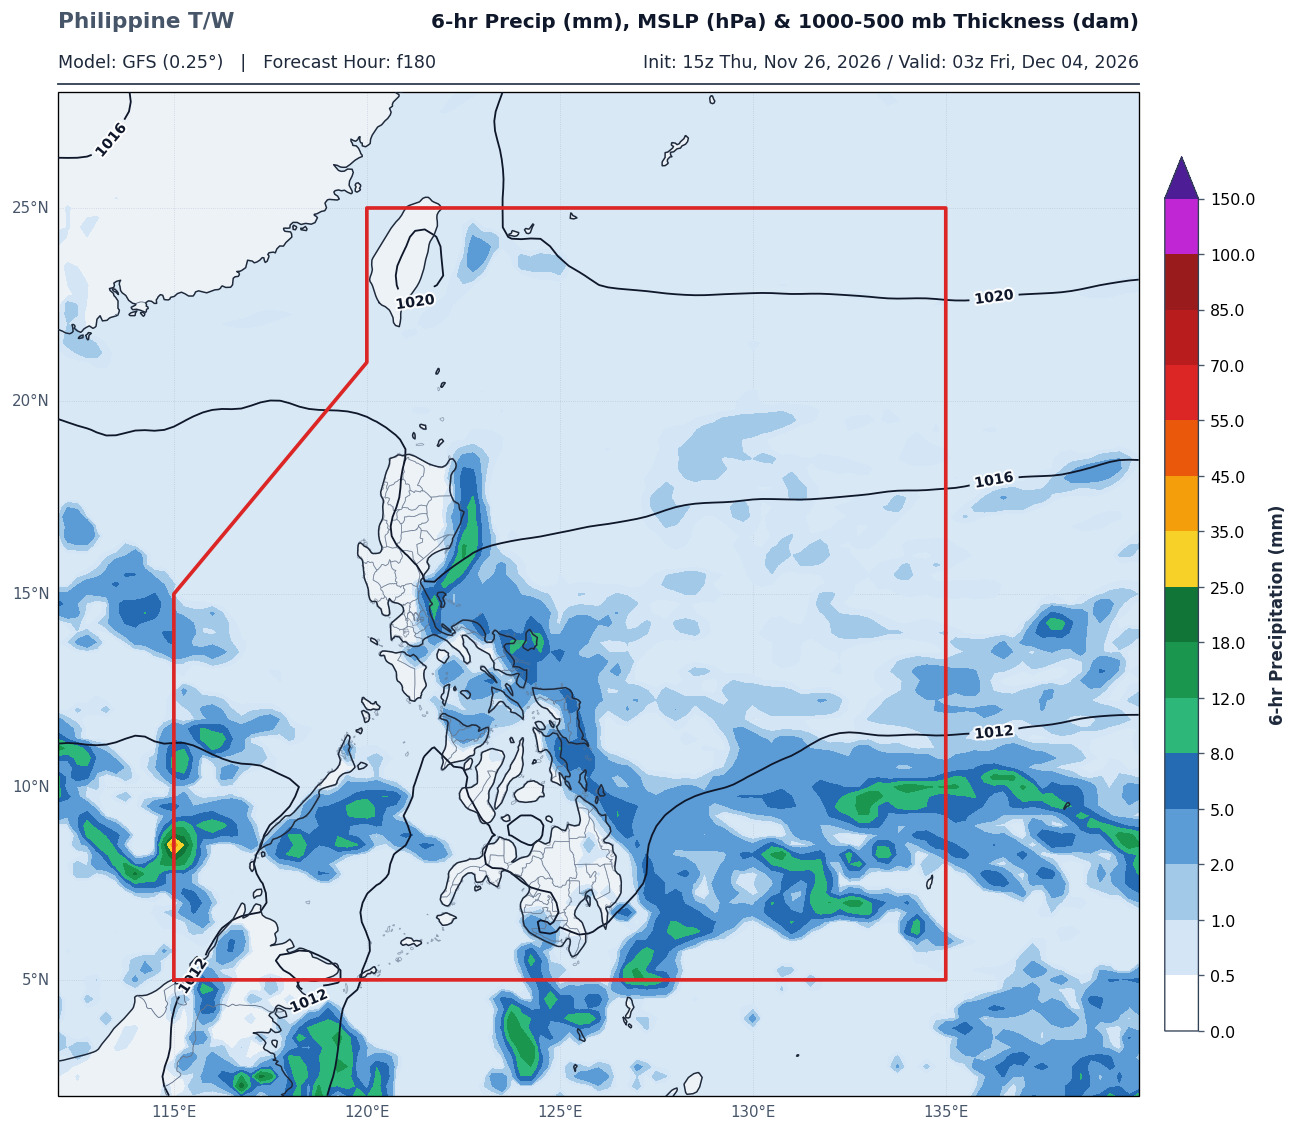 Philippine T/W
6-hr Precip (mm), MSLP (hPa) & 1000-500 mb Thickness (dam)
Model: GFS (0.25°) | Forecast Hour: f180
Init: 15z Thu, Nov 26, 2026 / Valid: 03z Fri, Dec 04, 2026
1016
150.0
25°N
100.0
1020
1020
85.0
70.0
20°N
55.0
1016
45.0
35.0
15°N
25.0
18.0
12.0
1012
8.0
10°N
5.0
2.0
1.0
5°N
1012
1012
0.5
0.0
6-hr Precipitation (mm)
115°E
120°E
125°E
130°E
135°E